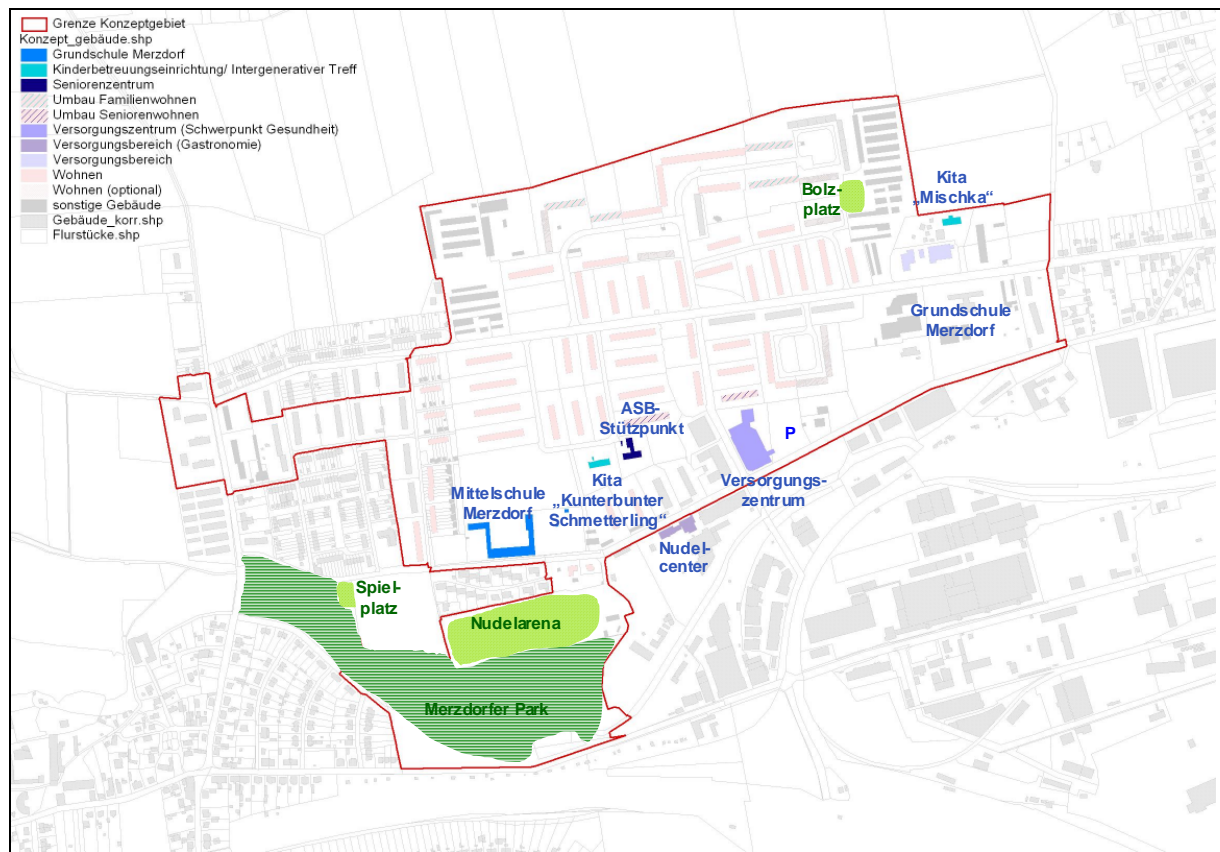 Grenze Konzeptgebiet
Konzept_gebäude.shp
Grundschule Merzdorf
Kinderbetreuungseinrichtung/ Intergenerativer Treff
Seniorenzentrum
Umbau Familienwohnen
Umbau Seniorenwohnen
Versorgungszentrum (Schwerpunkt Gesundheit)
Versorgungsbereich (Gastronomie)
Versorgungsbereich
Wohnen
Wohnen (optional)
sonstige Gebäude
Gebäude_korr.shp
Flurstücke.shp
Bolz-
platz
Kita
„Mischka“
Grundschule
Merzdorf
ASB-
Stützpunkt
P
Versorgungs-
zentrum
Kita
„Kunterbunter
Schmetterling“
Mittelschule
Merzdorf
Nudel-
center
Spiel-
platz
Nudelarena
Merzdorfer Park